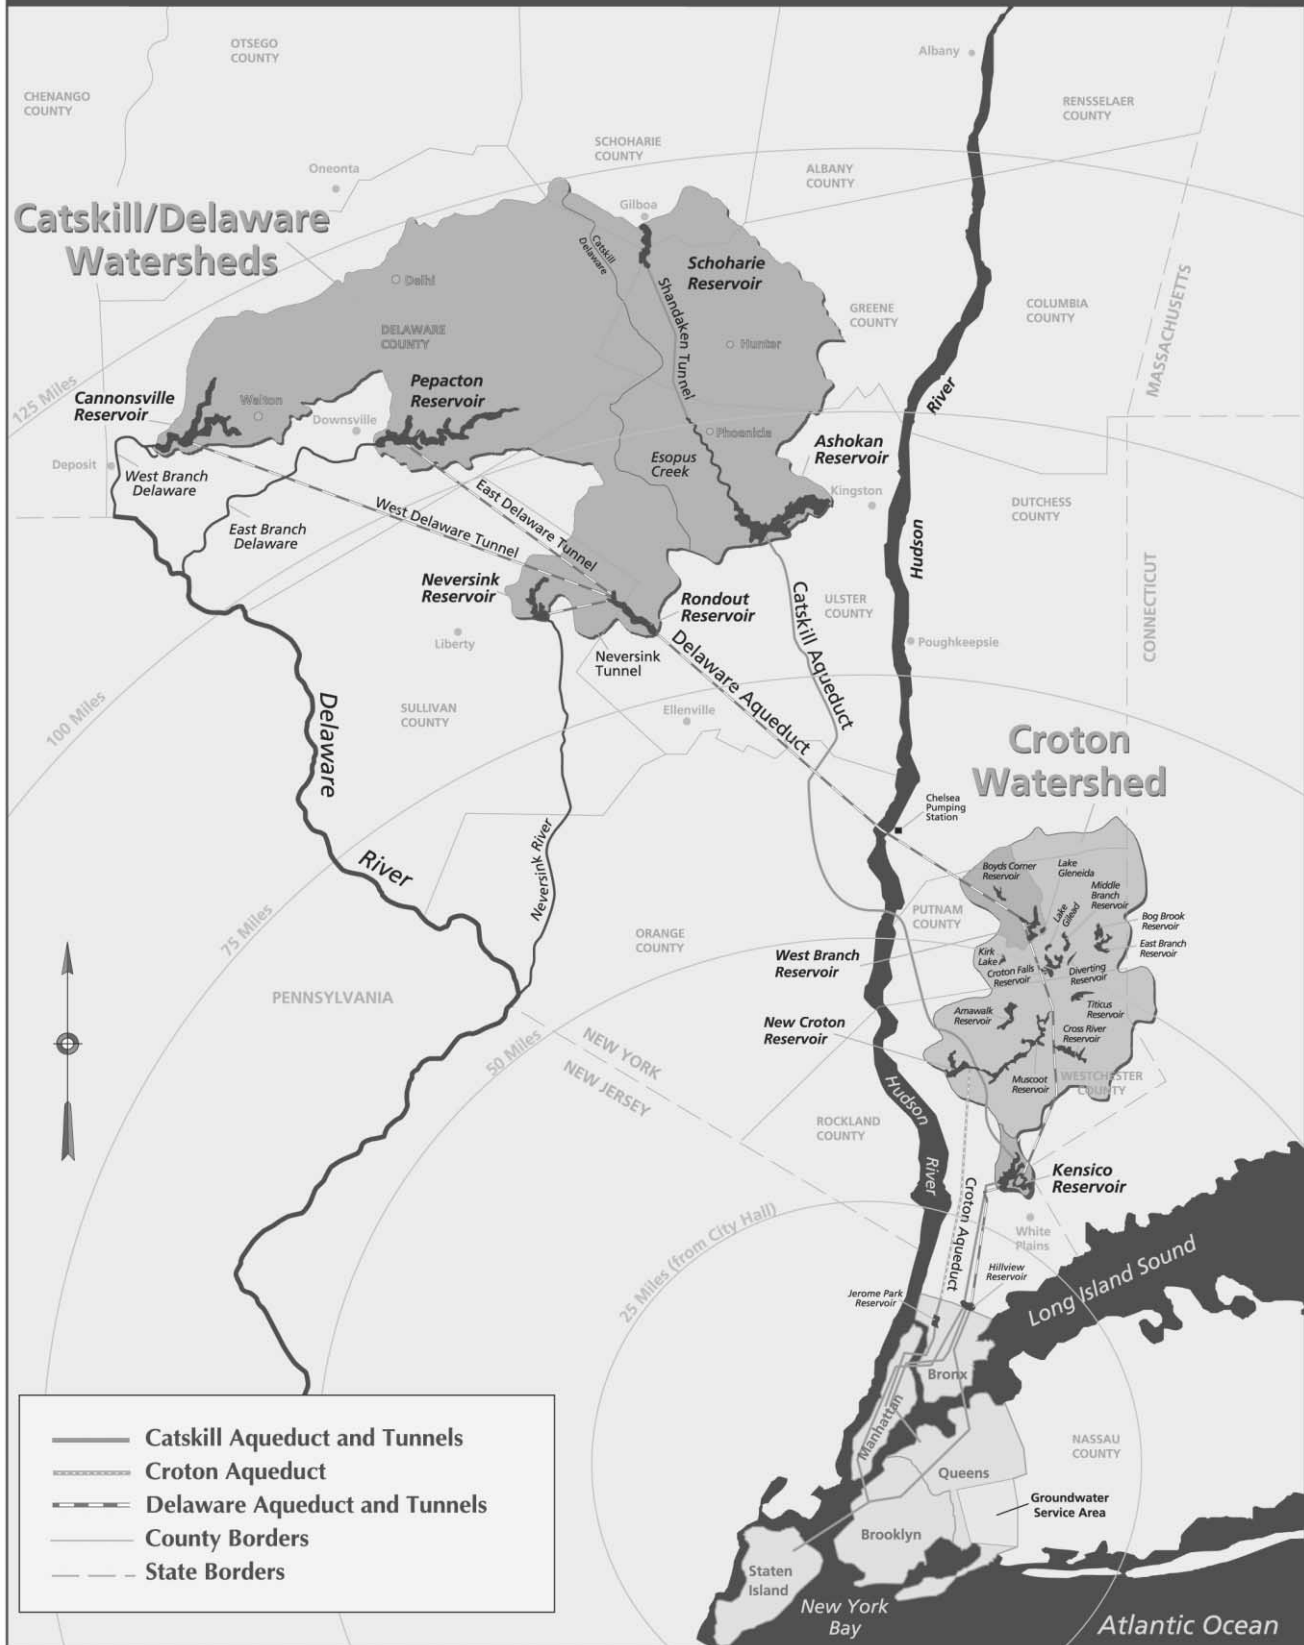 OTSEGO
COUNTY
Albany
CHENANGO
COUNTY
RENSSELAER
COUNTY
SCHOHARIE
COUNTY
Oneonta
ALBANY
COUNTY
Catskill/Delaware
Watersheds
Gilboa
Catskill
Delaware
Schoharie
Reservoir
Delhi
Shandaken Tunnel
MASSACHUSETTS
GREENE
COUNTY
COLUMBIA
COUNTY
DELAWARE
COUNTY
Hunter
125 Miles
Cannonsville
Reservoir
Walton
Pepacton
Reservoir
Downsville
River
Phoenicia
Ashokan
Reservoir
Deposit
West Branch
Delaware
Esopus
Creek
Kingston
East Delaware Tunnel
West Delaware Tunnel
East Branch
Delaware
DUTCHESS
COUNTY
Hudson
Neversink
Reservoir
Rondout
Reservoir
Catskill Aqueduct
ULSTER
COUNTY
CONNECTICUT
Liberty
Neversink
Tunnel
Poughkeepsie
Delaware Aqueduct
100 Miles
Delaware
SULLIVAN
COUNTY
Ellenville
Croton
Watershed
Chelsea
Pumping
Station
River
Neversink River
Boyds Corner
Reservoir
Lake
Gleneida
Middle
Branch
Reservoir
Lake
Gilead
Bog Brook
Reservoir
East Branch
Reservoir
75 Miles
ORANGE
COUNTY
PUTNAM
COUNTY
West Branch
Reservoir
Kirk
Lake
Croton Falls
Reservoir
Diverting
Reservoir
PENNSYLVANIA
Titicus
Reservoir
New Croton
Reservoir
Amawalk
Reservoir
Cross River
Reservoir
50 Miles
NEW YORK
NEW JERSEY
Muscoot
Reservoir
WESTCHESTER
COUNTY
Hudson
River
ROCKLAND
COUNTY
Kensico
Reservoir
Croton Aqueduct
White
Plains
25 Miles (from City Hall)
Hillview
Reservoir
Jerome Park
Reservoir
Long Island Sound
Bronx
Manhattan
NASSAU
COUNTY
Queens
Groundwater
Service Area
Brooklyn
Staten
Island
New York
Bay
Atlantic Ocean
Catskill Aqueduct and Tunnels
Croton Aqueduct
Delaware Aqueduct and Tunnels
County Borders
State Borders